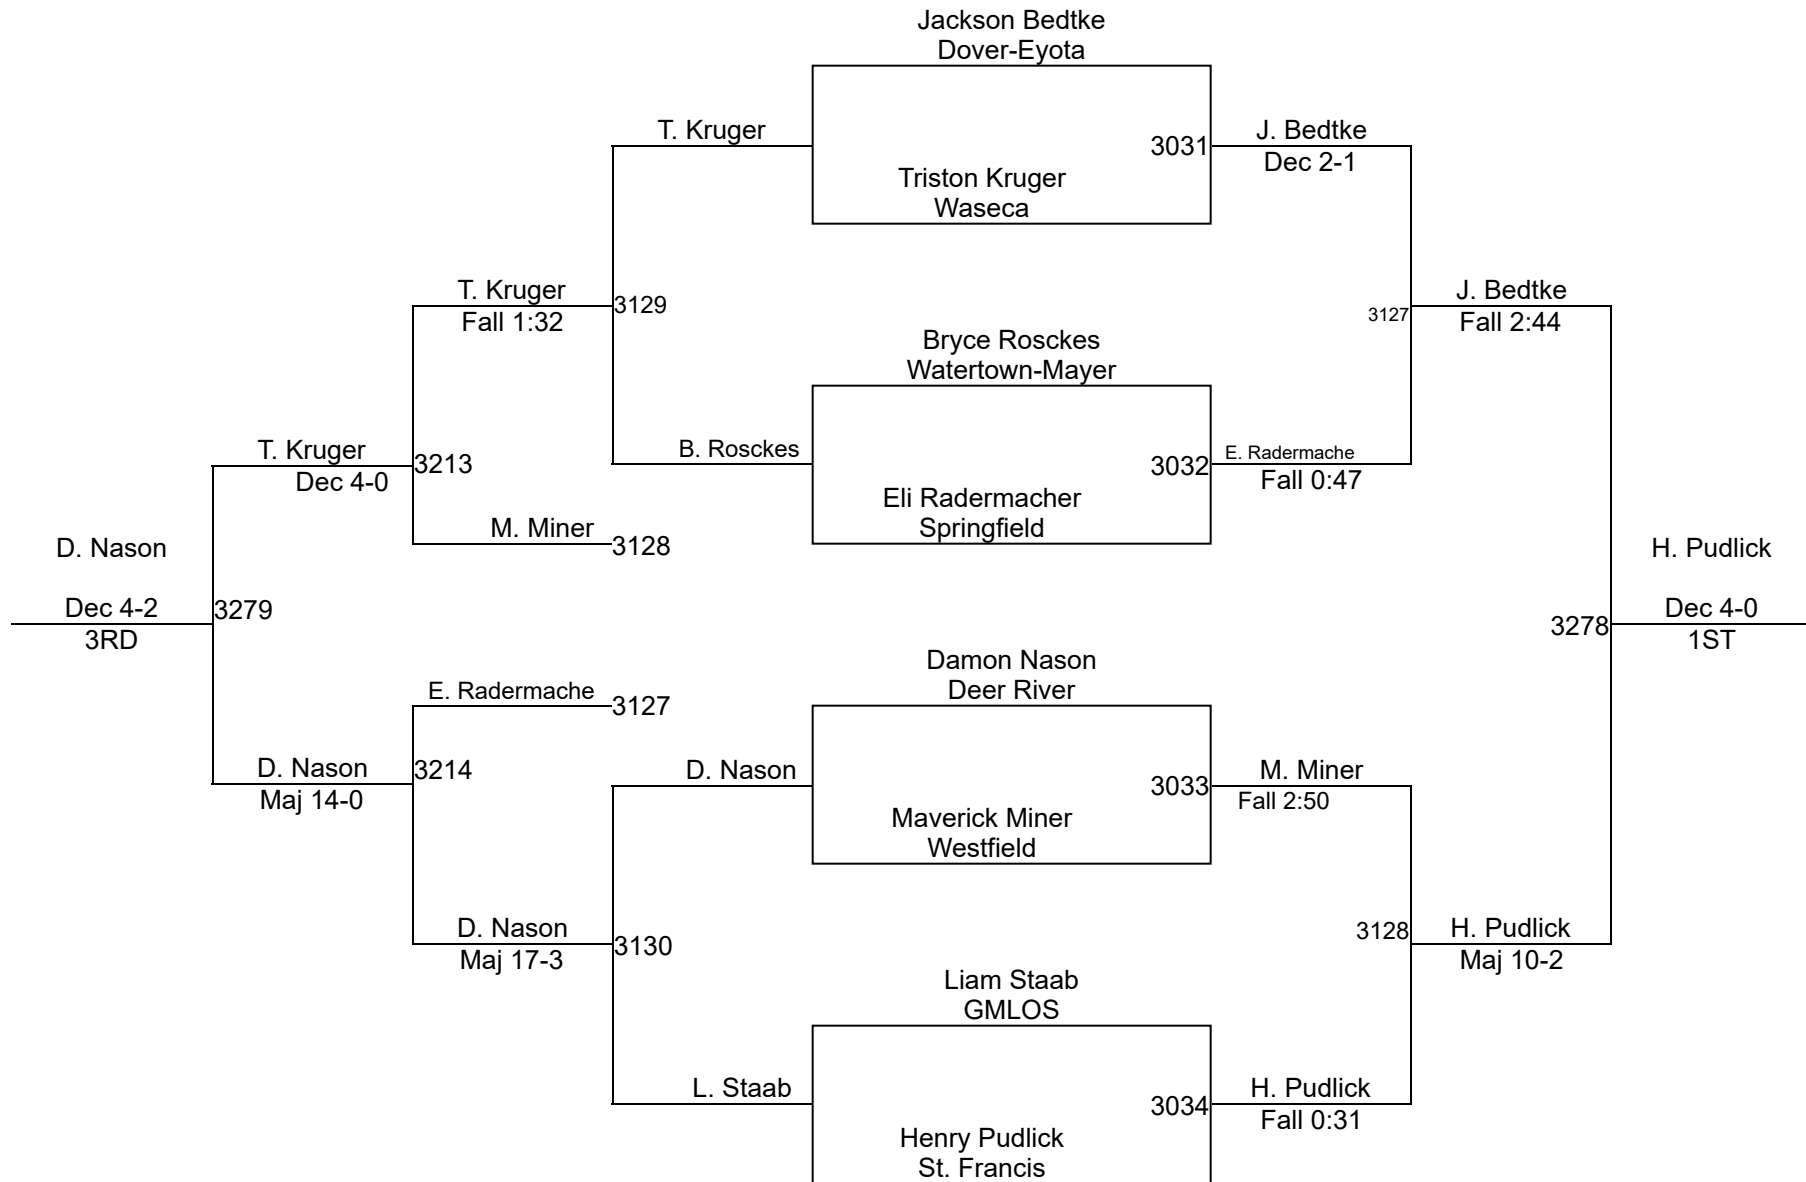 Jackson Bedtke
Dover-Eyota
T. Kruger
3031
J. Bedtke
Dec 2-1
Triston Kruger
Waseca
T. Kruger
Fall 1:32
3129
3127
J. Bedtke
Fall 2:44
Bryce Rosckes
Watertown-Mayer
T. Kruger
Dec 4-0
3213
B. Rosckes
3032
E. Radermache
Fall 0:47
Eli Radermacher
Springfield
M. Miner
3128
D. Nason
Dec 4-2
3RD
3279
H. Pudlick
Dec 4-0
1ST
3278
Damon Nason
Deer River
E. Radermache
3127
D. Nason
Maj 14-0
3214
D. Nason
3033
M. Miner
Fall 2:50
Maverick Miner
Westfield
D. Nason
Maj 17-3
3130
3128
H. Pudlick
Maj 10-2
Liam Staab
GMLOS
L. Staab
3034
H. Pudlick
Fall 0:31
Henry Pudlick
St. Francis